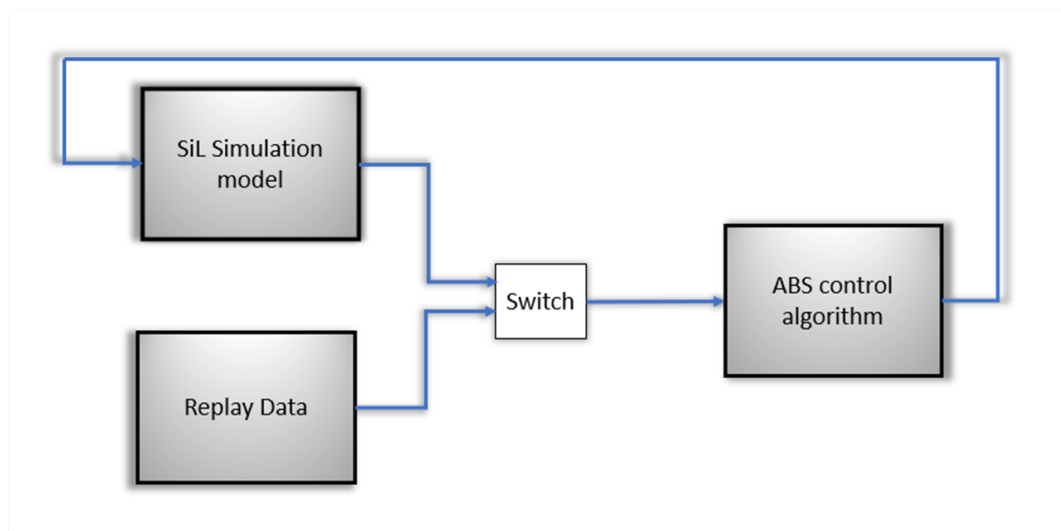 SiL Simulation
model
Switch
ABS control
algorithm
Replay Data